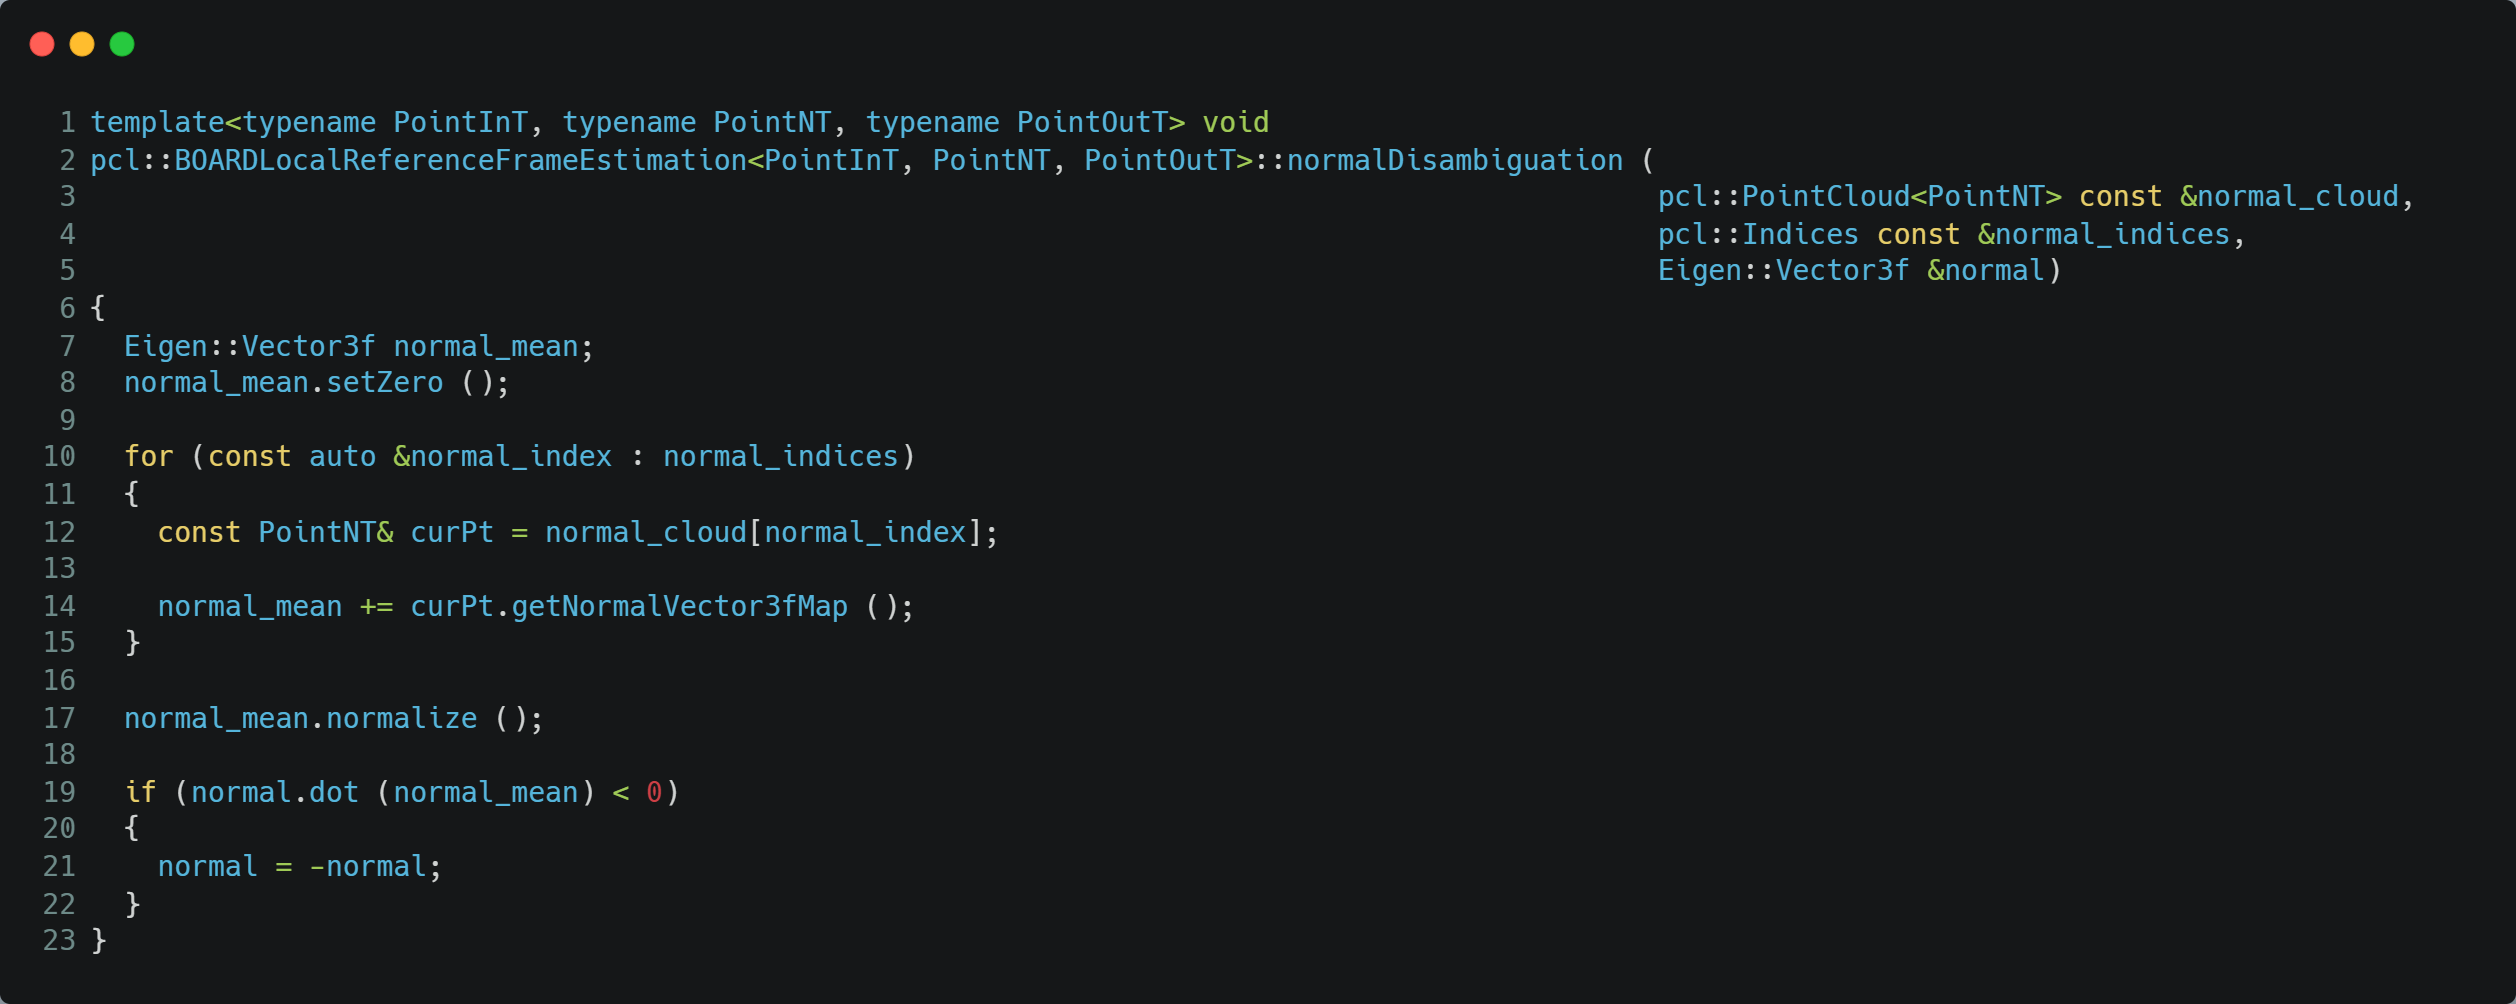 1 template<typename PointInT, typename PointNT, typename PointOutT> void
2 pcl::BOARDLocalReferenceFrameEstimation<PointInT, PointNT, PointOutT>::normalDisambiguation (
3                                                                                              pcl::PointCloud<PointNT> const &normal_cloud,
4                                                                                              pcl::Indices const &normal_indices,
5                                                                                              Eigen::Vector3f &normal)
6 {
7   Eigen::Vector3f normal_mean;
8   normal_mean.setZero ();
9
10   for (const auto &normal_index : normal_indices)
11   {
12     const PointNT& curPt = normal_cloud[normal_index];
13
14     normal_mean += curPt.getNormalVector3fMap ();
15   }
16
17   normal_mean.normalize ();
18
19   if (normal.dot (normal_mean) < 0)
20   {
21     normal = -normal;
22   }
23 }